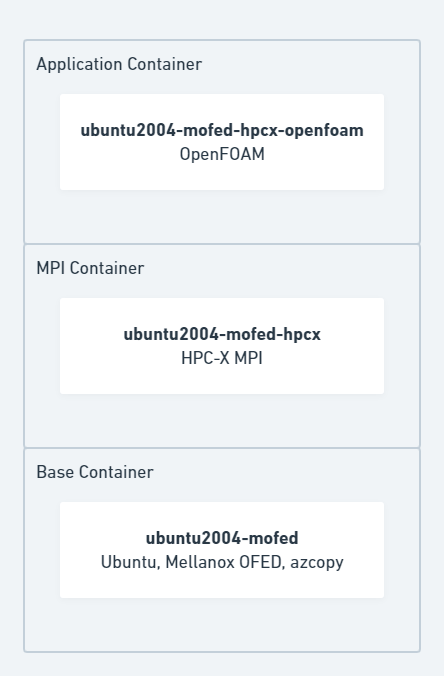 Application Container
ubuntu2004-mofed-hpcx-openfoam
OpenFOAM
MPI Container
ubuntu2004-mofed-hpcx
HPC-X MPI
Base Container
ubuntu2004-mofed
Ubuntu, Mellanox OFED, azcopy